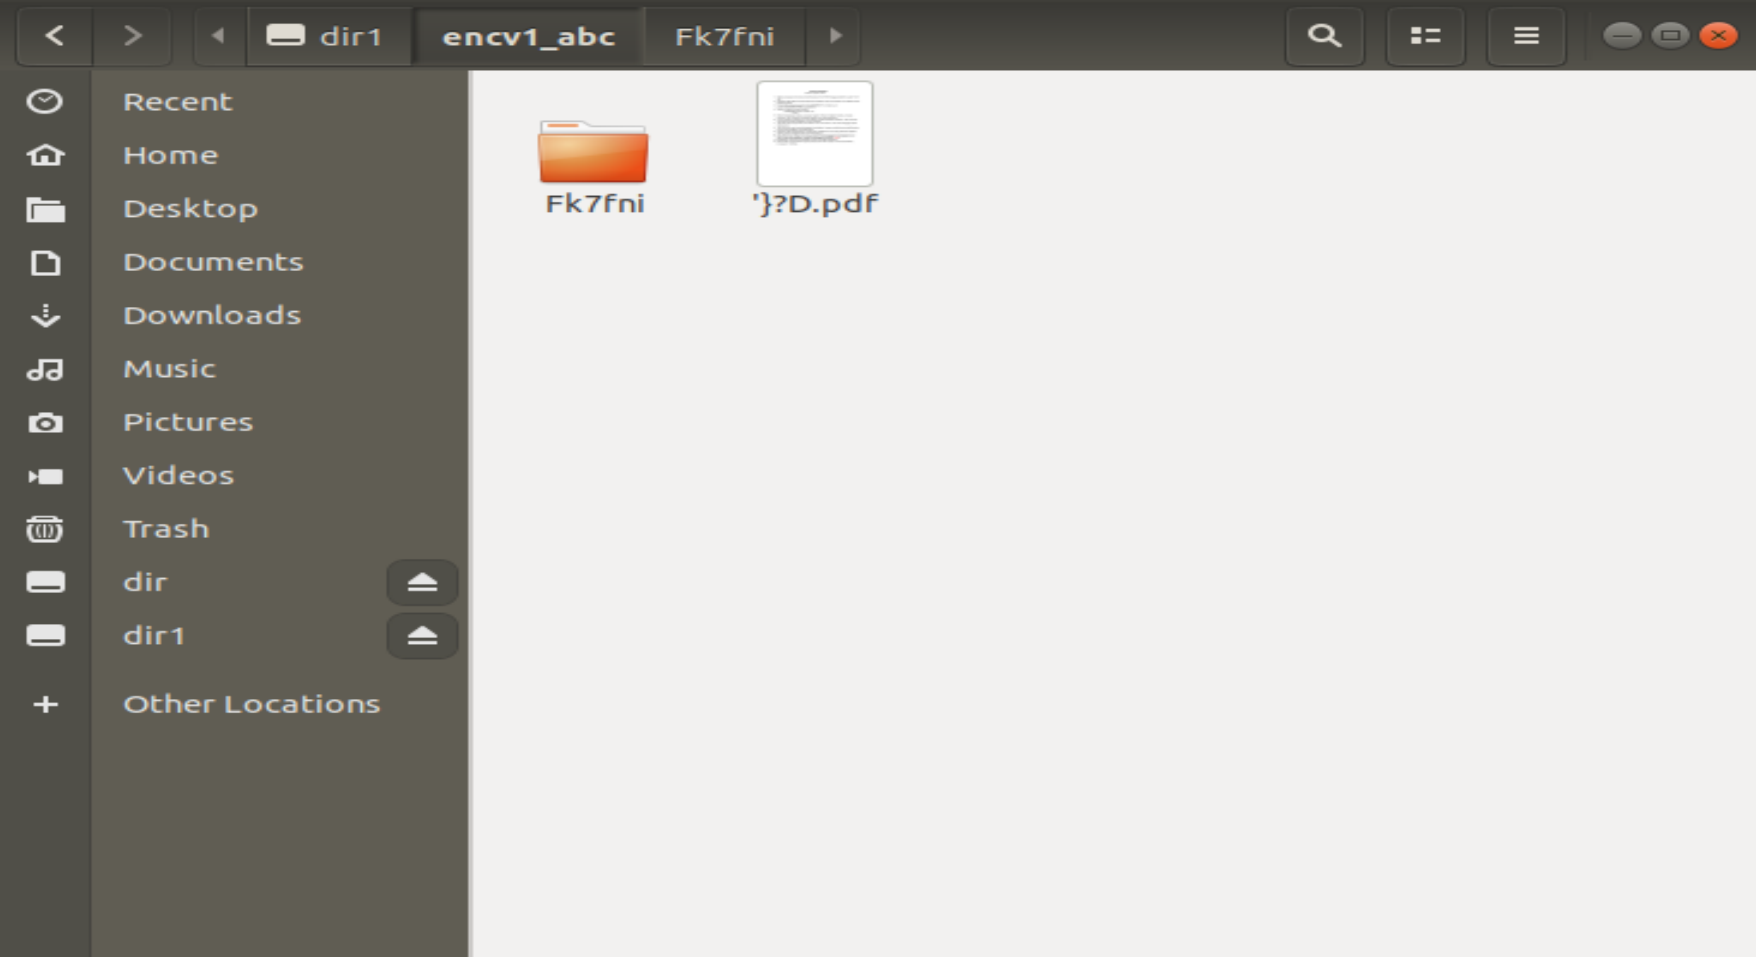 dir1 encv1_abc Fk7fni
Recent
Home
Desktop
Documents
Downloads
Music
Pictures
Videos
Trash
dir
dir1
Other Locations
Fk7fni '}?D.pdf